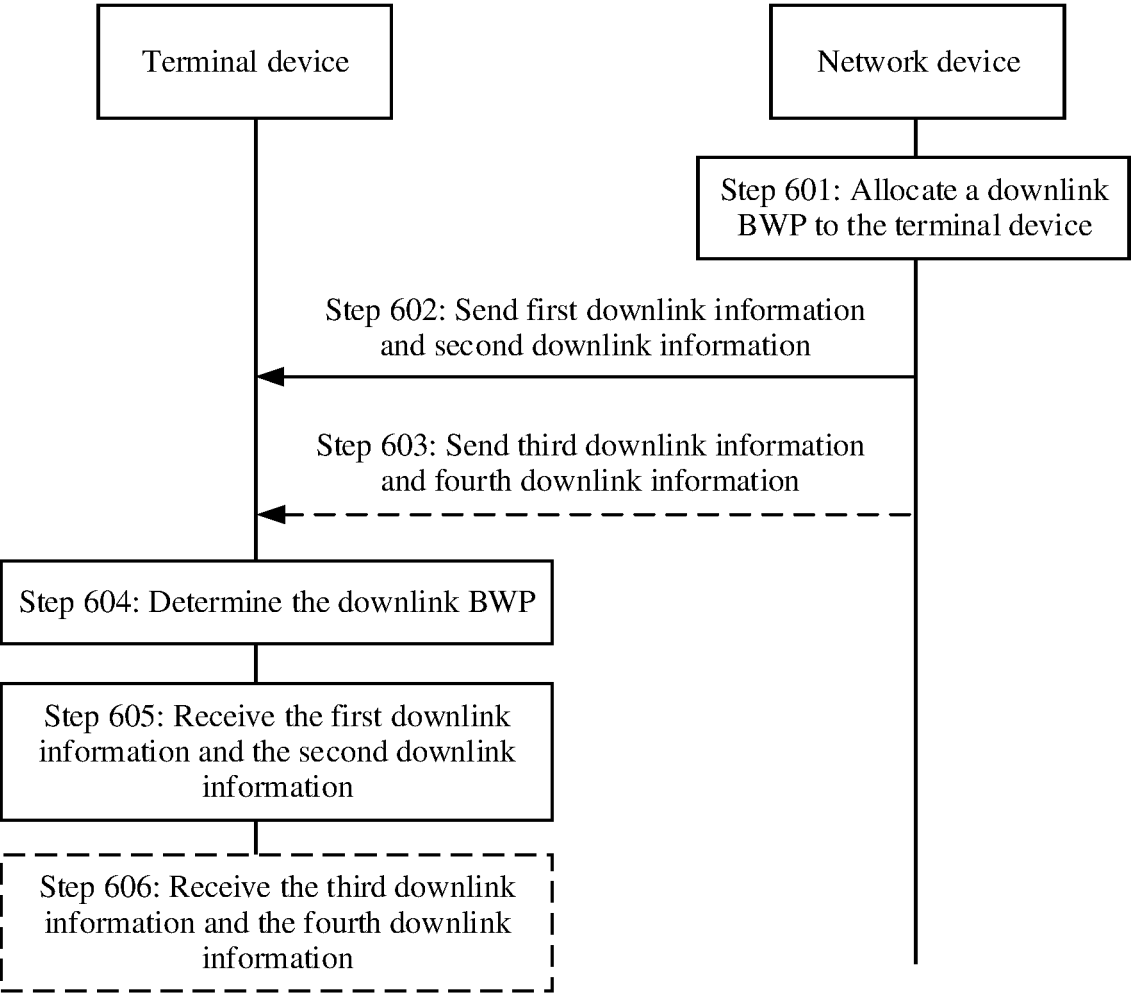 Terminal device
Network device
Step 601: Allocate a downlink
BWP to the terminal device
Step 602: Send first downlink information
and second downlink information
Step 603: Send third downlink information
and fourth downlink information
Step 604: Determine the downlink BWP
Step 605: Receive the first downlink
information and the second downlink
information
Step 606: Receive the third downlink
information and the fourth downlink
information